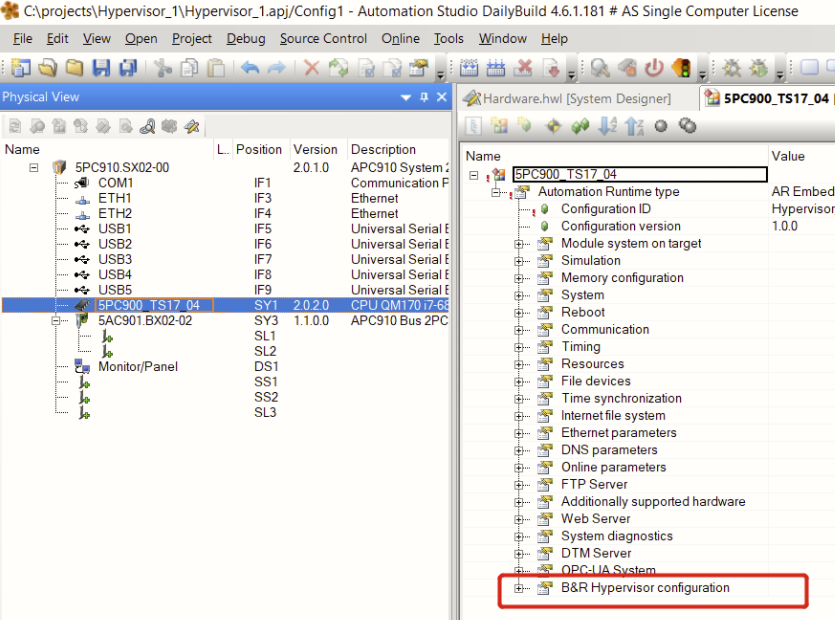 C:\projects\Hypervisor_1\Hypervisor_1.apj/Config1 - Automation Studio DailyBuild 4.6.1.181 # AS Single Computer License
File Edit View Open Project Debug Source Control Online Tools Window Help
Physical View
Name L.. Position Version Description
5PC910.SX02-00 2.0.1.0 APC910 System 2
COM1 IF1 Communication P
ETH1 IF3 Ethernet
ETH2 IF4 Ethernet
USB1 IF5 Universal Serial B
USB2 IF6 Universal Serial B
USB3 IF7 Universal Serial B
USB4 IF8 Universal Serial B
USB5 IF9 Universal Serial B
5PC900_TS17_04 SY1 2.0.2.0 CPU QM170 i7-68
5AC901.BX02-02 SY3 1.1.0.0 APC910 Bus 2PC
SL1
SL2
Monitor/Panel DS1
SS1
SS2
SL3
Hardware.hwl [System Designer] 5PC900_TS17_04
Name Value
5PC900_TS17_04
Automation Runtime type AR Embed
Configuration ID Hypervisor
Configuration version 1.0.0
Module system on target
Simulation
Memory configuration
System
Reboot
Communication
Timing
Resources
File devices
Time synchronization
Internet file system
Ethernet parameters
DNS parameters
Online parameters
FTP Server
Additionally supported hardware
Web Server
System diagnostics
DTM Server
OPC-UA System
B&R Hypervisor configuration